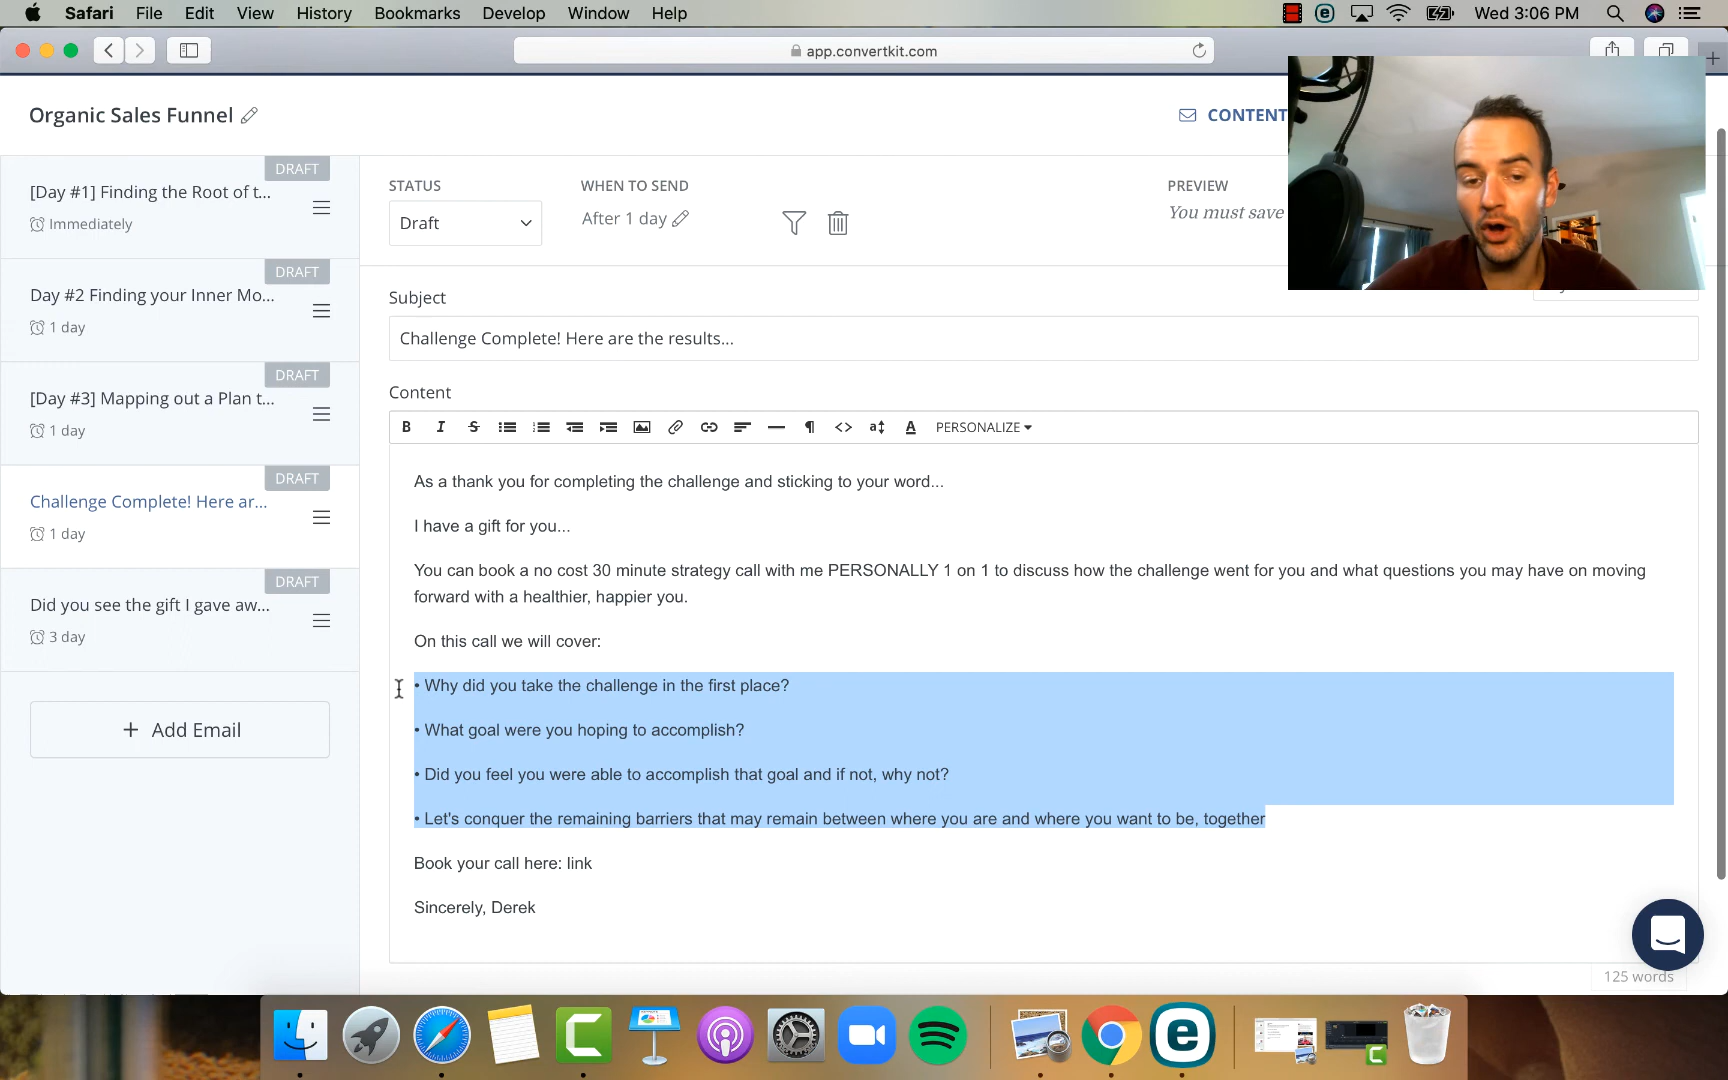 Safari File Edit View History Bookmarks Develop Window Help
Wed 3:06 PM
app.convertkit.com
Organic Sales Funnel
CONTENT
DRAFT
[Day #1] Finding the Root of t...
Immediately
DRAFT
Day #2 Finding your Inner Mo...
1 day
DRAFT
[Day #3] Mapping out a Plan t...
1 day
DRAFT
Challenge Complete! Here ar...
1 day
DRAFT
Did you see the gift I gave aw...
3 day
+ Add Email
STATUS
Draft
WHEN TO SEND
After 1 day
PREVIEW
You must save
Subject
Challenge Complete! Here are the results...
Content
PERSONALIZE
As a thank you for completing the challenge and sticking to your word...
I have a gift for you...
You can book a no cost 30 minute strategy call with me PERSONALLY 1 on 1 to discuss how the challenge went for you and what questions you may have on moving
forward with a healthier, happier you.
On this call we will cover:
• Why did you take the challenge in the first place?
• What goal were you hoping to accomplish?
• Did you feel you were able to accomplish that goal and if not, why not?
• Let's conquer the remaining barriers that may remain between where you are and where you want to be, together
Book your call here: link
Sincerely, Derek
125 words